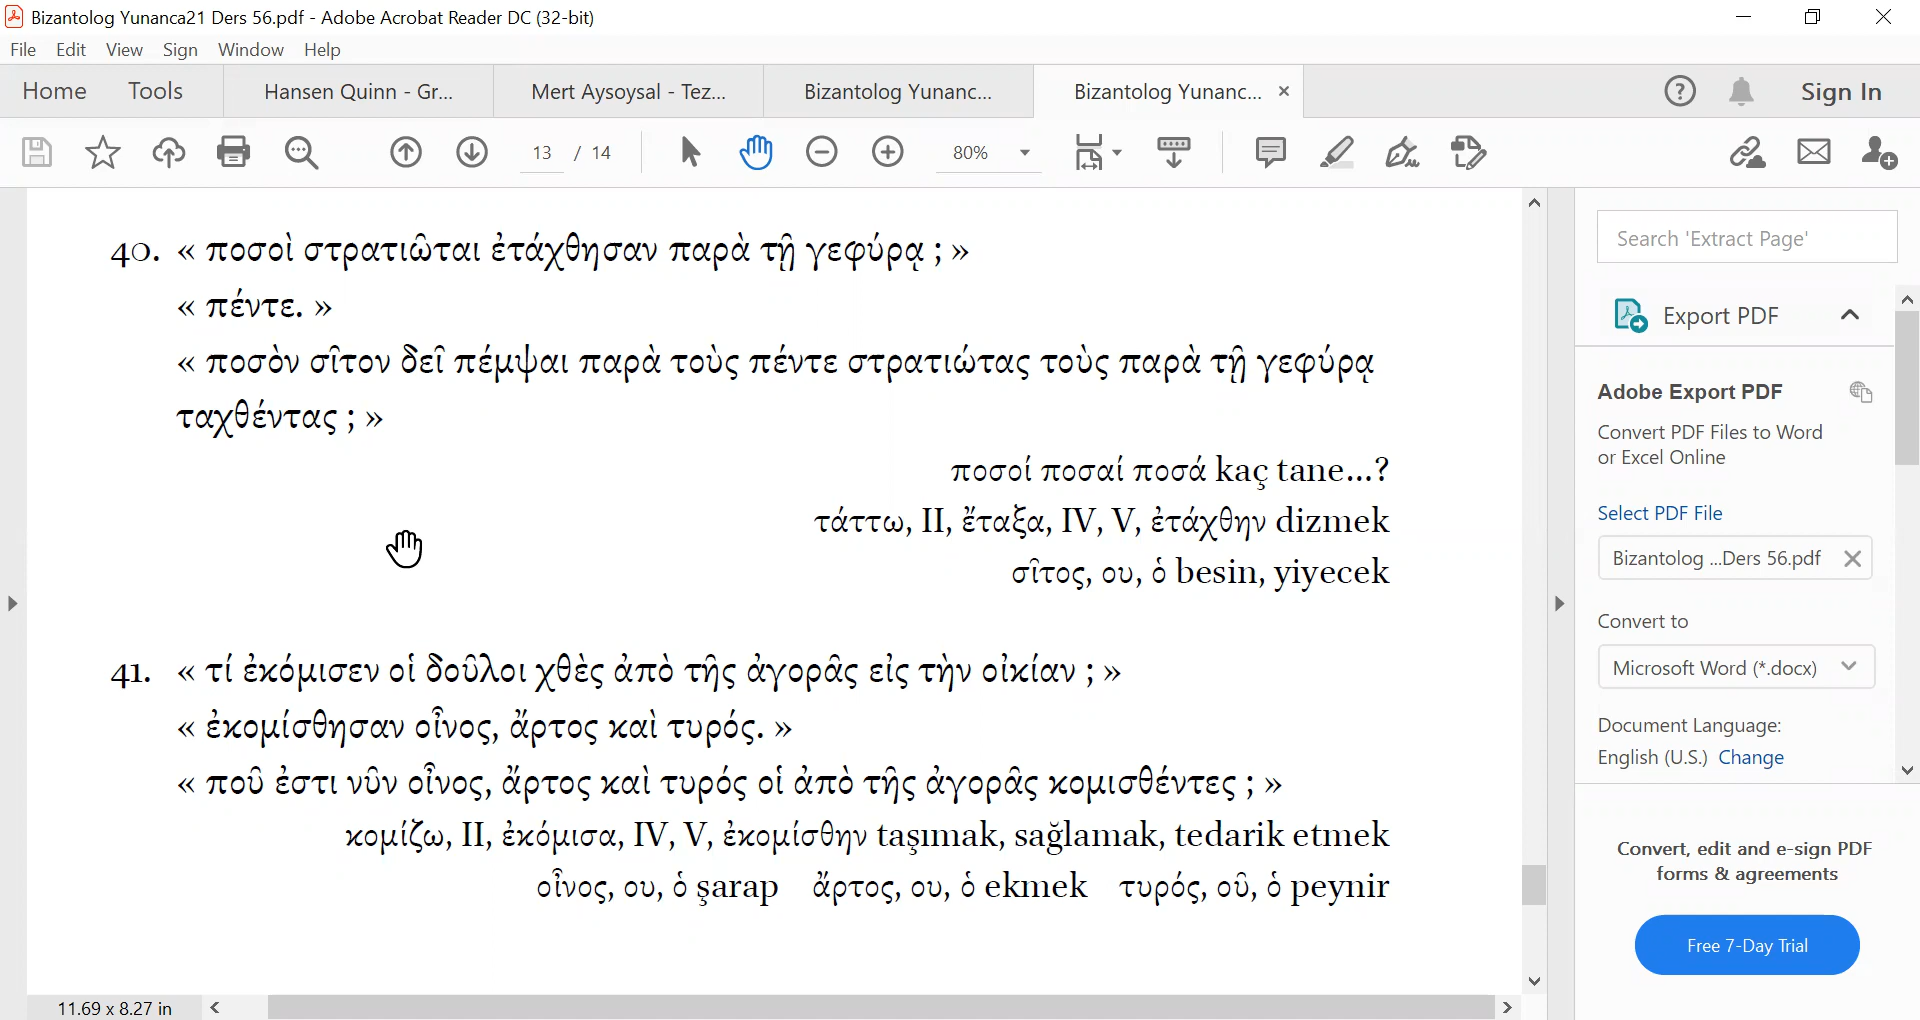 Bizantolog Yunanca21 Ders 56.pdf - Adobe Acrobat Reader DC (32-bit)
File Edit View Sign Window Help
Home Tools Hansen Quinn - Gr... Mert Aysoysal - Tez... Bizantolog Yunanc... Bizantolog Yunanc... Sign In
13 / 14 80%
40. « ποσοὶ στρατιῶται ἐτάχθησαν παρὰ τῇ γεφύρᾳ ; »
« πέντε. »
« ποσὸν σῖτον δεῖ πέμψαι παρὰ τοὺς πέντε στρατιώτας τοὺς παρὰ τῇ γεφύρᾳ
ταχθέντας ; »
ποσοί ποσαί ποσά kaç tane...?
τάττω, II, ἔταξα, IV, V, ἐτάχθην dizmek
σῖτος, ου, ὁ besin, yiyecek
41. « τί ἐκόμισεν οἱ δοῦλοι χθὲς ἀπὸ τῆς ἀγορᾶς εἰς τὴν οἰκίαν ; »
« ἐκομίσθησαν οἶνος, ἄρτος καὶ τυρός. »
« ποῦ ἐστι νῦν οἶνος, ἄρτος καὶ τυρός οἱ ἀπὸ τῆς ἀγορᾶς κομισθέντες ; »
κομίζω, II, ἐκόμισα, IV, V, ἐκομίσθην taşımak, sağlamak, tedarik etmek
οἶνος, ου, ὁ şarap ἄρτος, ου, ὁ ekmek τυρός, οῦ, ὁ peynir
11.69 x 8.27 in
Search 'Extract Page'
Export PDF
Adobe Export PDF
Convert PDF Files to Word
or Excel Online
Select PDF File
Bizantolog ...Ders 56.pdf
Convert to
Microsoft Word (*.docx)
Document Language:
English (U.S.) Change
Convert, edit and e-sign PDF
forms & agreements
Free 7-Day Trial